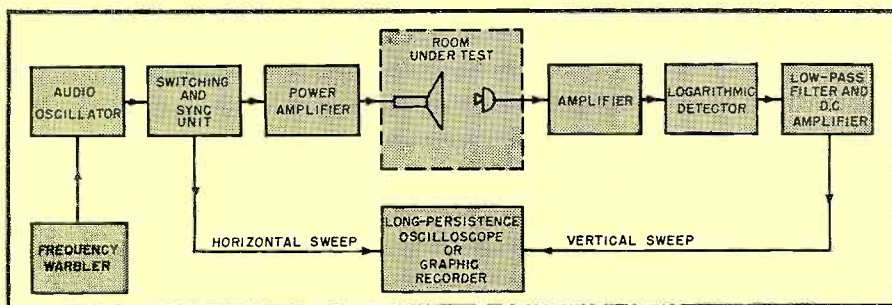 AUDIO
OSCILLATOR
SWITCHING
AND
SYNC
UNIT
POWER
AMPLIFIER
ROOM
UNDER TEST
AMPLIFIER
LOGARITHMIC
DETECTOR
LOW-PASS
FILTER AND
D.C.
AMPLIFIER
FREQUENCY
WARBLER
HORIZONTAL SWEEP
LONG-PERSISTENCE
OSCILLOSCOPE
OR
GRAPHIC
RECORDER
VERTICAL SWEEP